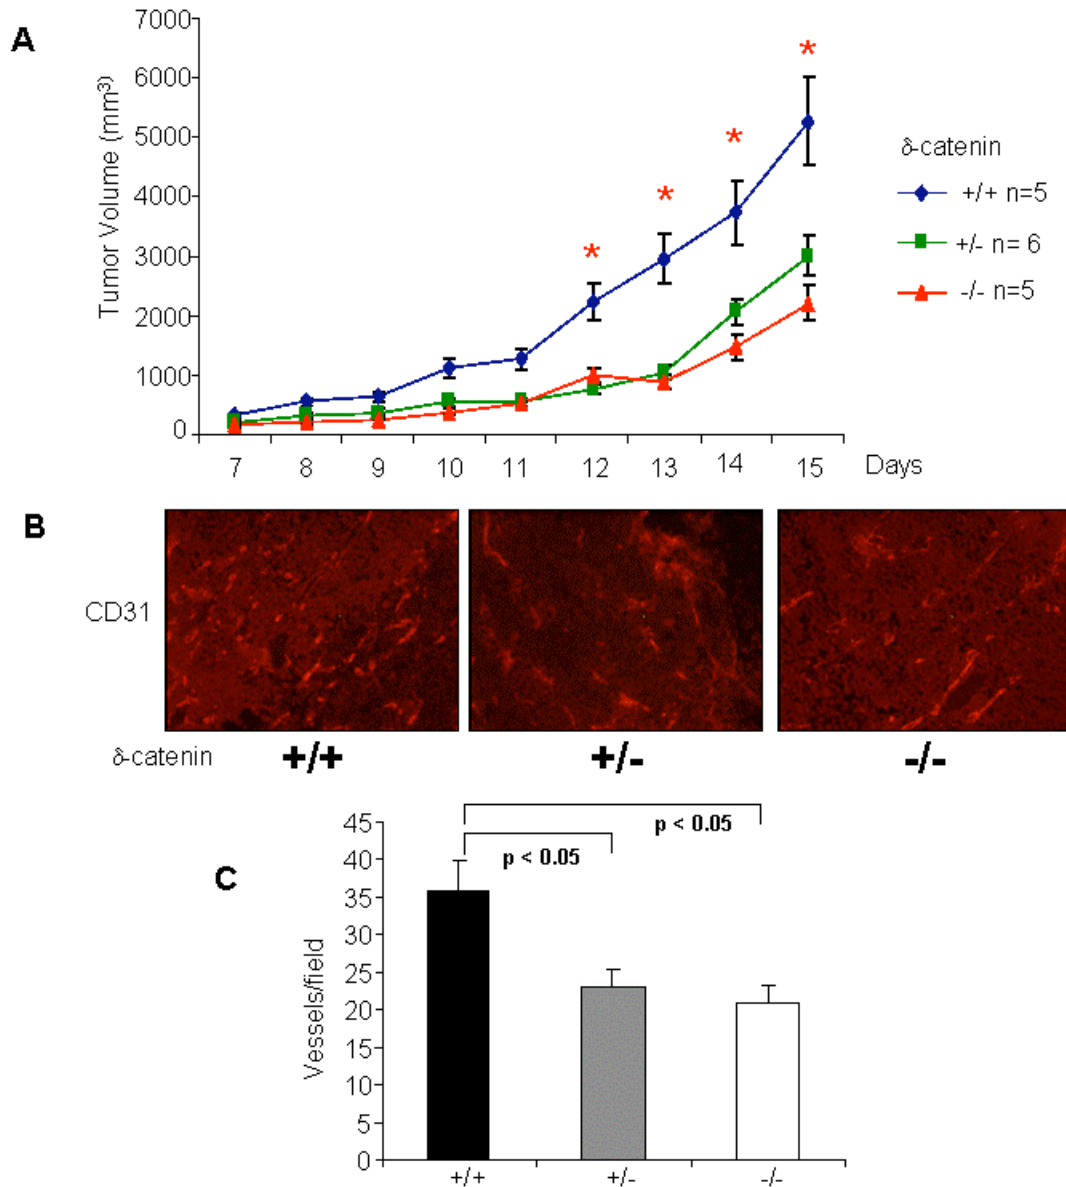 A
Tumor Volume (mm³)
7000
6000
5000
4000
3000
2000
1000
0
*
*
*
*
7 8 9 10 11 12 13 14 15 Days
δ-catenin
+/+ n=5
+/- n= 6
-/- n=5
B
CD31
δ-catenin +/+ +/- -/-
C
Vessels/field
45
40
35
30
25
20
15
10
5
0
p < 0.05
p < 0.05
+/+ +/- -/-